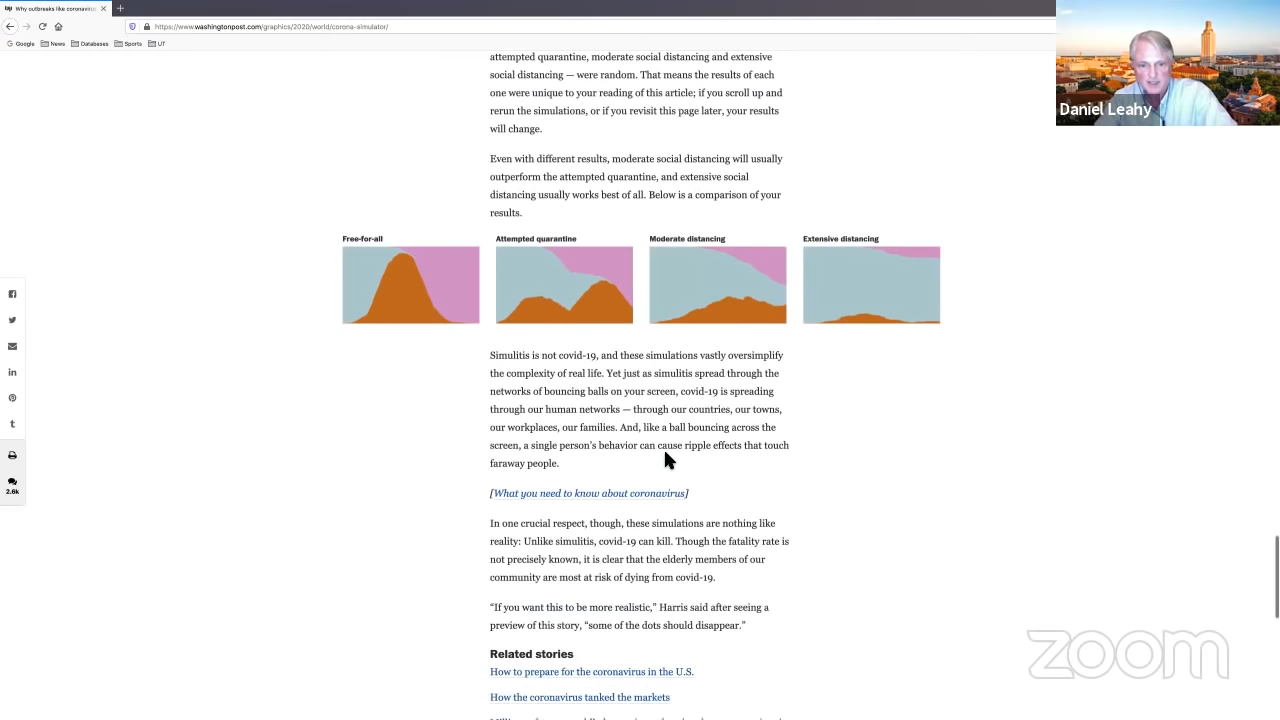 Why outbreaks like coronavirus
https://www.washingtonpost.com/graphics/2020/world/corona-simulator/
Google News Databases Sports UT
Daniel Leahy
attempted quarantine, moderate social distancing and extensive
social distancing — were random. That means the results of each
one were unique to your reading of this article; if you scroll up and
rerun the simulations, or if you revisit this page later, your results
will change.
Even with different results, moderate social distancing will usually
outperform the attempted quarantine, and extensive social
distancing usually works best of all. Below is a comparison of your
results.
Free-for-all
Attempted quarantine
Moderate distancing
Extensive distancing
2.6k
Simulitis is not covid-19, and these simulations vastly oversimplify
the complexity of real life. Yet just as simulitis spread through the
networks of bouncing balls on your screen, covid-19 is spreading
through our human networks — through our countries, our towns,
our workplaces, our families. And, like a ball bouncing across the
screen, a single person’s behavior can cause ripple effects that touch
faraway people.
[What you need to know about coronavirus]
In one crucial respect, though, these simulations are nothing like
reality: Unlike simulitis, covid-19 can kill. Though the fatality rate is
not precisely known, it is clear that the elderly members of our
community are most at risk of dying from covid-19.
“If you want this to be more realistic,” Harris said after seeing a
preview of this story, “some of the dots should disappear.”
Related stories
How to prepare for the coronavirus in the U.S.
How the coronavirus tanked the markets
zoom